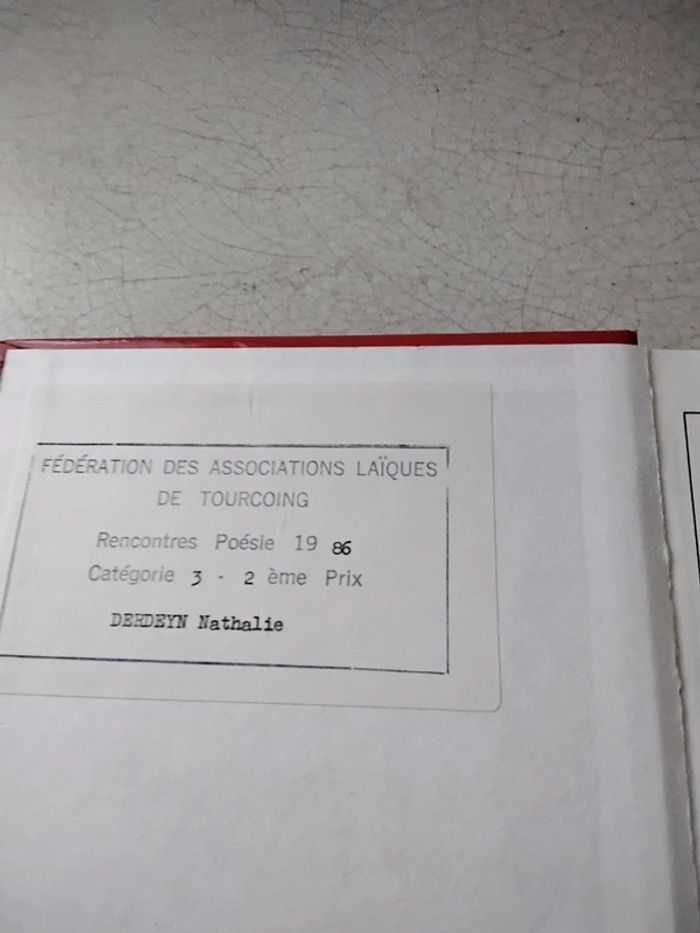 FÉDÉRATION DES ASSOCIATIONS LAÏQUES
DE TOURCOING
Rencontres Poésie 19 86
Catégorie 3 - 2 ème Prix
DERDEYN Nathalie